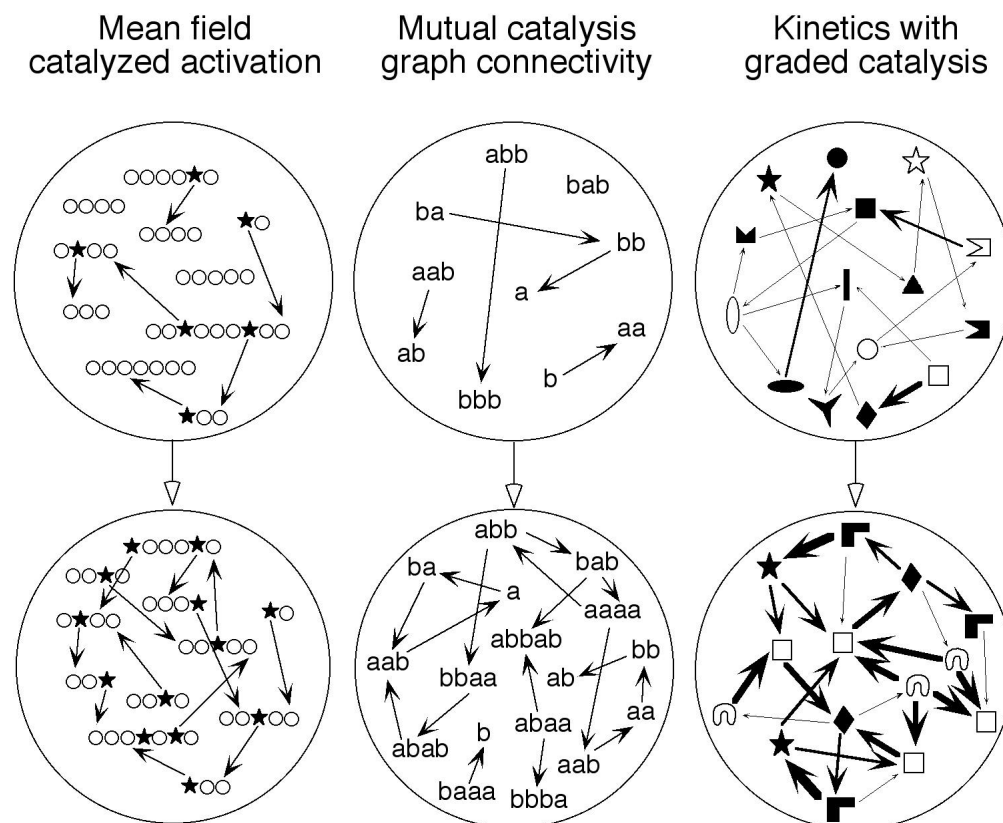 Mean field
catalyzed activation
Mutual catalysis
graph connectivity
Kinetics with
graded catalysis
abb
bab
ba
bb
aab
a
aa
ab
b
bbb
abb
ba
bab
a
aaaa
abbab
aab
bbaa
ab
bb
b
abaa
aa
abab
aab
baaa
bbba